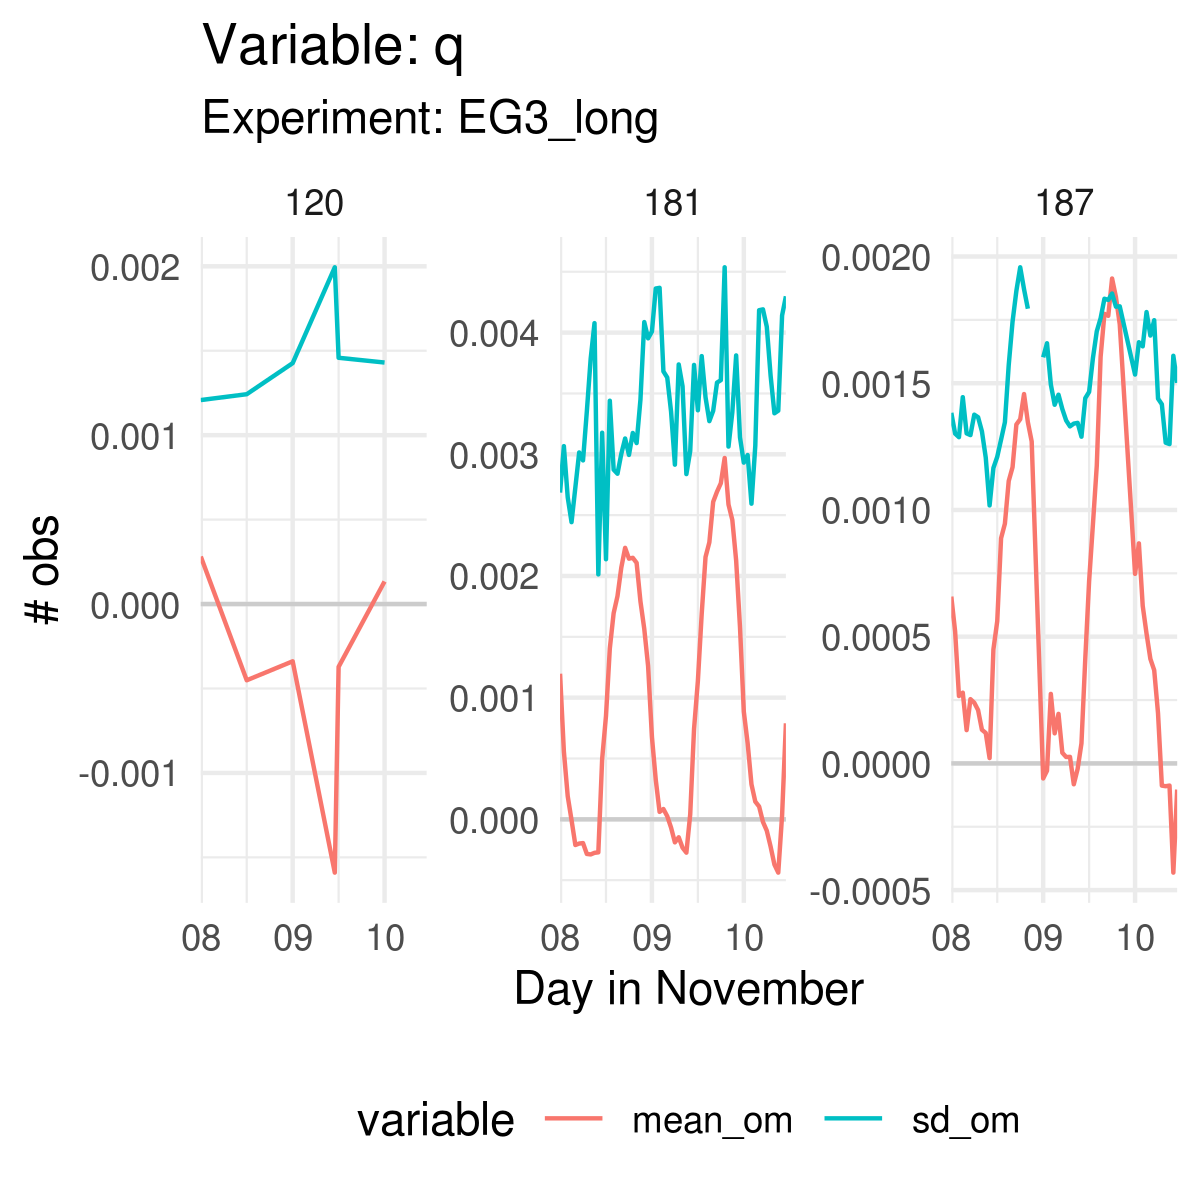 Variable: q
Experiment: EG3_long
120 181 187
0.002
0.001
0.000
-0.001
0.004
0.003
0.002
0.001
0.000
0.0020
0.0015
0.0010
0.0005
0.0000
-0.0005
# obs
08 09 10 08 09 10 08 09 10
Day in November
variable mean_om sd_om